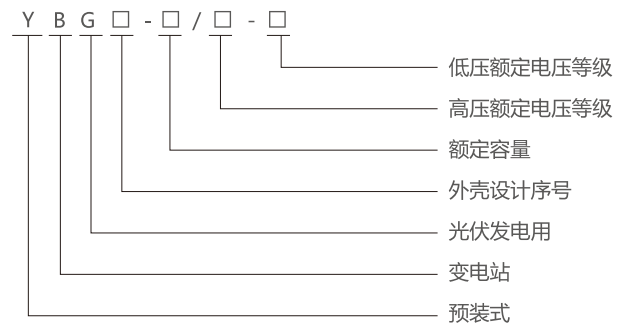 YBG□-□/□-□
低压额定电压等级
高压额定电压等级
额定容量
外壳设计序号
光伏发电用
变电站
预装式